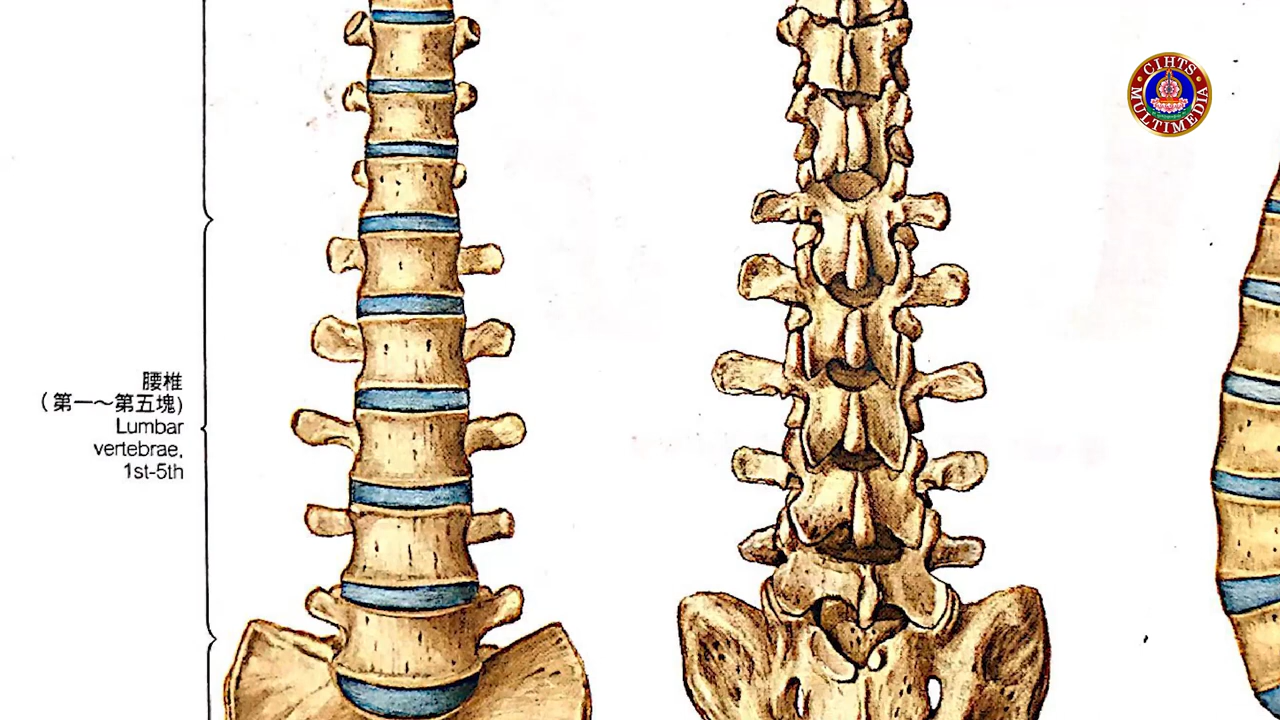 腰椎
(第一～第五塊)
Lumbar
vertebrae,
1st-5th
CIHTS
MULTIMEDIA